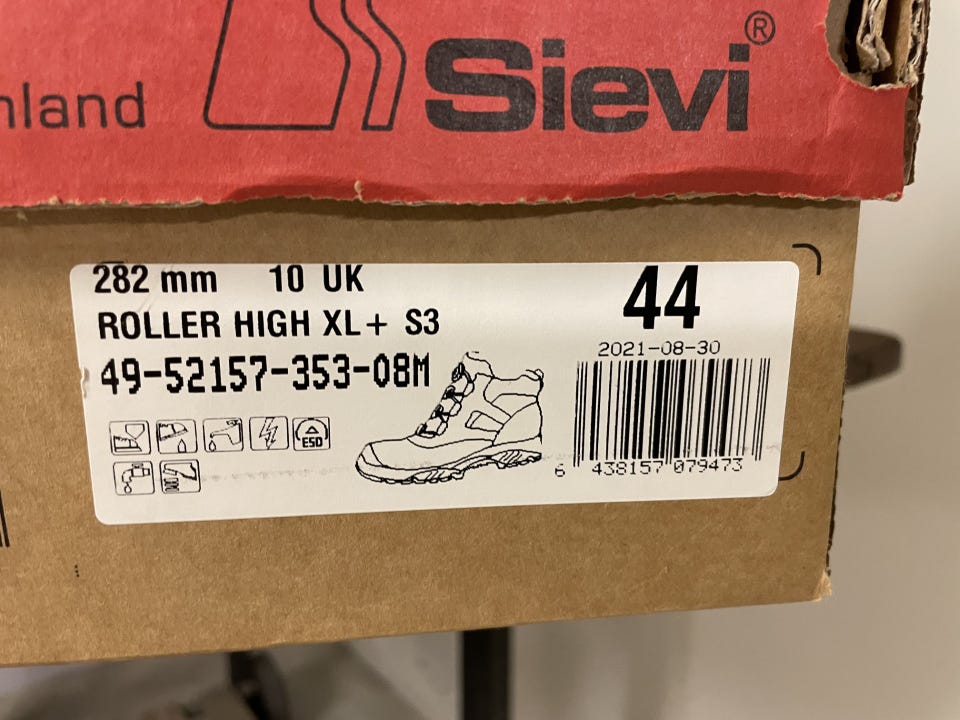 Sievi®
nland
282 mm 10 UK
ROLLER HIGH XL+ S3
49-52157-353-08M
44
2021-08-30
ESD
6 438157 079473